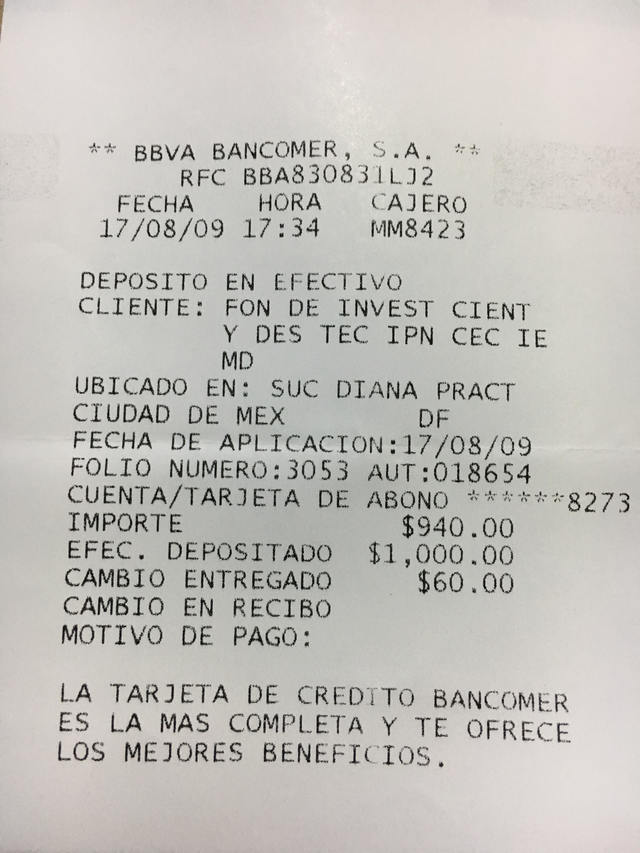 ** BBVA BANCOMER, S.A. **
RFC BBA830831LJ2
FECHA HORA CAJERO
17/08/09 17:34 MM8423
DEPOSITO EN EFECTIVO
CLIENTE: FON DE INVEST CIENT
Y DES TEC IPN CEC IE
MD
UBICADO EN: SUC DIANA PRACT
CIUDAD DE MEX DF
FECHA DE APLICACION:17/08/09
FOLIO NUMERO:3053 AUT:018654
CUENTA/TARJETA DE ABONO ******8273
IMPORTE $940.00
EFEC. DEPOSITADO $1,000.00
CAMBIO ENTREGADO $60.00
CAMBIO EN RECIBO
MOTIVO DE PAGO:
LA TARJETA DE CREDITO BANCOMER
ES LA MAS COMPLETA Y TE OFRECE
LOS MEJORES BENEFICIOS.